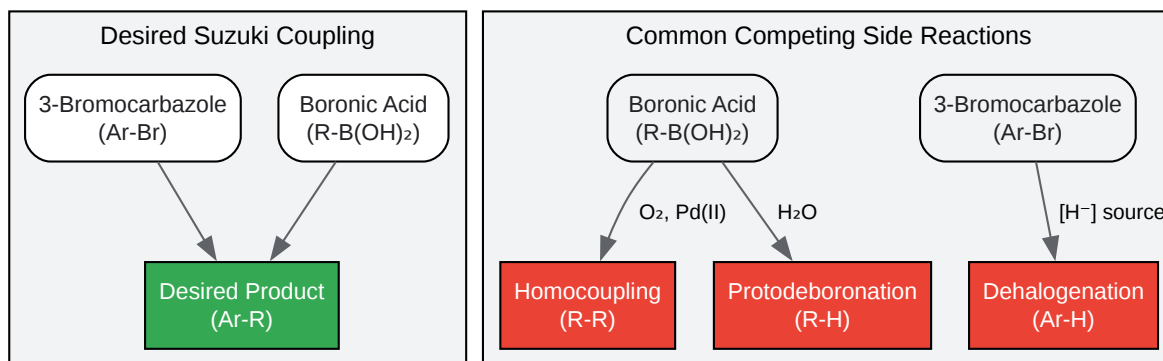 Desired Suzuki Coupling
3-Bromocarbazole
(Ar-Br)
Boronic Acid
(R-B(OH)₂)
Desired Product
(Ar-R)
Common Competing Side Reactions
Boronic Acid
(R-B(OH)₂)
3-Bromocarbazole
(Ar-Br)
O₂, Pd(II)
H₂O
[H⁻] source
Homocoupling
(R-R)
Protodeboronation
(R-H)
Dehalogenation
(Ar-H)